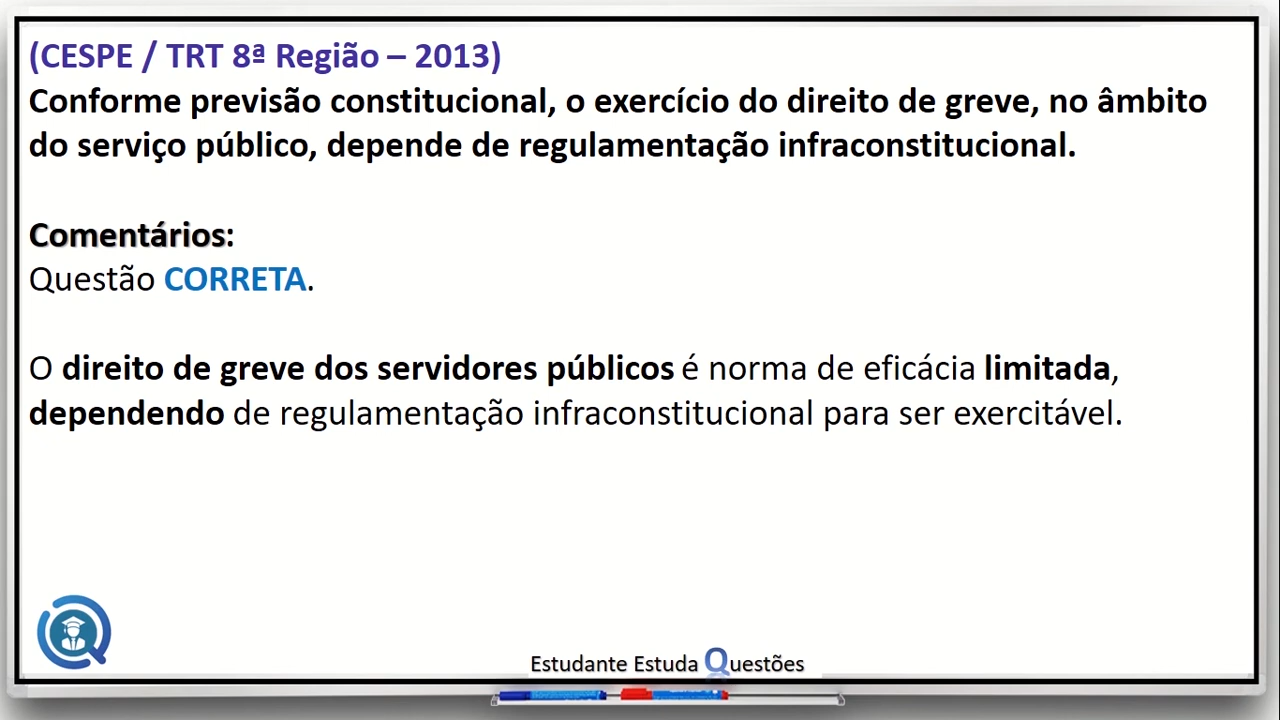 (CESPE / TRT 8ª Região – 2013)
Conforme previsão constitucional, o exercício do direito de greve, no âmbito
do serviço público, depende de regulamentação infraconstitucional.
Comentários:
Questão CORRETA.
O direito de greve dos servidores públicos é norma de eficácia limitada,
dependendo de regulamentação infraconstitucional para ser exercitável.
Estudante Estuda Questões